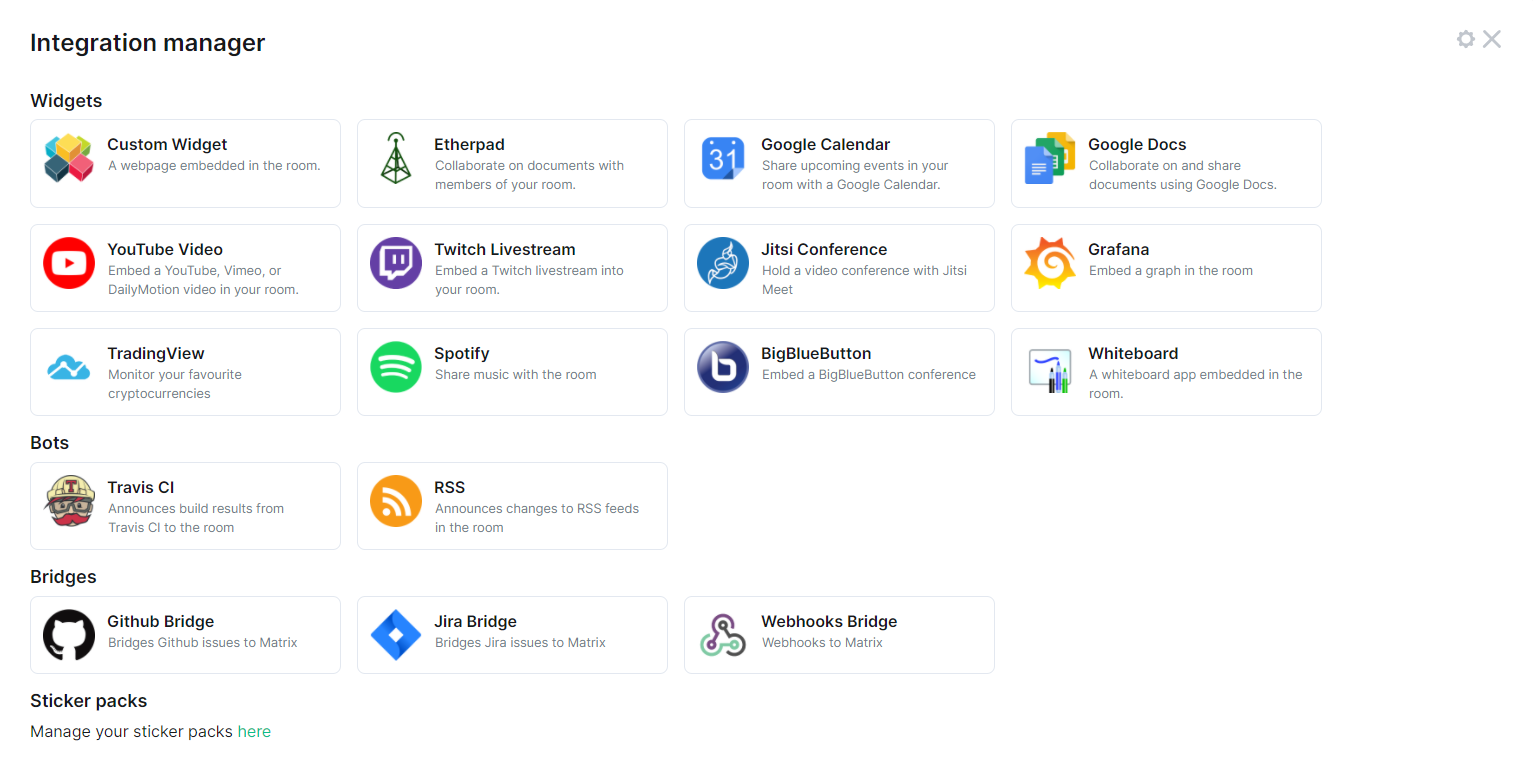 Integration manager
Widgets
Custom Widget
A webpage embedded in the room.
Etherpad
Collaborate on documents with
members of your room.
31
Google Calendar
Share upcoming events in your
room with a Google Calendar.
Google Docs
Collaborate on and share
documents using Google Docs.
YouTube Video
Embed a YouTube, Vimeo, or
DailyMotion video in your room.
Twitch Livestream
Embed a Twitch livestream into
your room.
Jitsi Conference
Hold a video conference with Jitsi
Meet
Grafana
Embed a graph in the room
TradingView
Monitor your favourite
cryptocurrencies
Spotify
Share music with the room
b
BigBlueButton
Embed a BigBlueButton conference
Whiteboard
A whiteboard app embedded in the
room.
Bots
T
Travis CI
Announces build results from
Travis CI to the room
RSS
Announces changes to RSS feeds
in the room
Bridges
Github Bridge
Bridges Github issues to Matrix
Jira Bridge
Bridges Jira issues to Matrix
Webhooks Bridge
Webhooks to Matrix
Sticker packs
Manage your sticker packs here